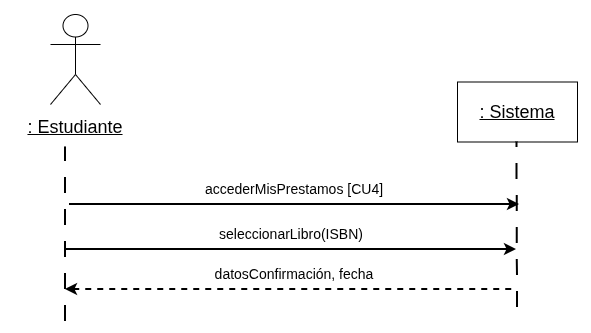 : Estudiante
: Sistema
accederMisPrestamos [CU4]
seleccionarLibro(ISBN)
datosConfirmación, fecha